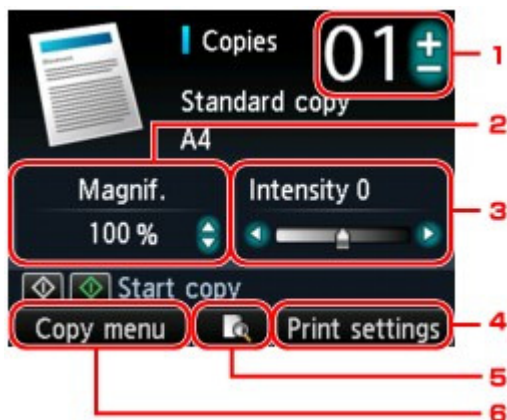 Copies
01
+
-
1
Standard copy
2
A4
Magnif.
Intensity 0
100 %
3
Start copy
Copy menu
Print settings
4
5
6